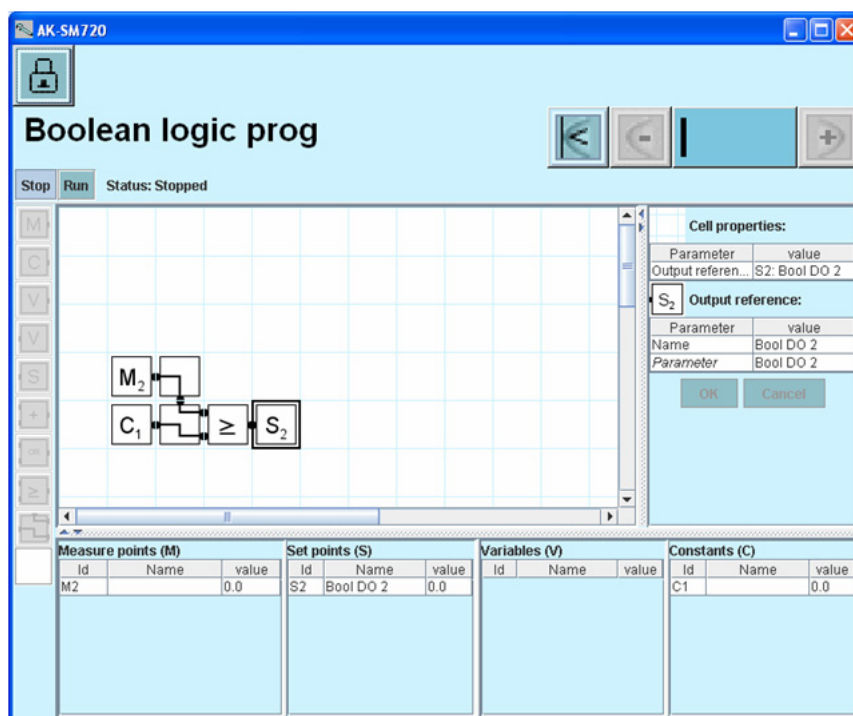 AK-SM720
Boolean logic prog
Stop Run Status: Stopped
M
C
V
V
S
+
OR
≥
M2
C1 ≥ S2
Cell properties:
Parameter value
Output referen... S2: Bool DO 2
S2 Output reference:
Parameter value
Name Bool DO 2
Parameter Bool DO 2
OK Cancel
Measure points (M) Set points (S) Variables (V) Constants (C)
Id Name value Id Name value Id Name value Id Name value
M2 0.0 S2 Bool DO 2 0.0 C1 0.0